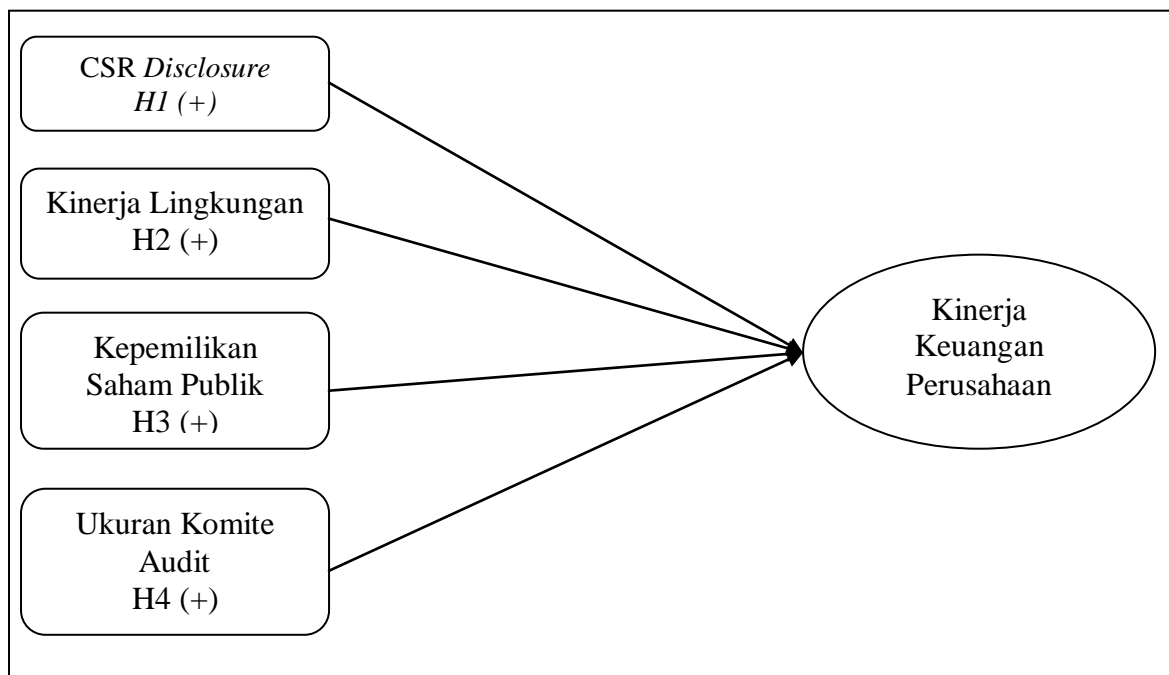 CSR Disclosure
H1 (+)
Kinerja Lingkungan
H2 (+)
Kepemilikan
Saham Publik
H3 (+)
Ukuran Komite
Audit
H4 (+)
Kinerja
Keuangan
Perusahaan